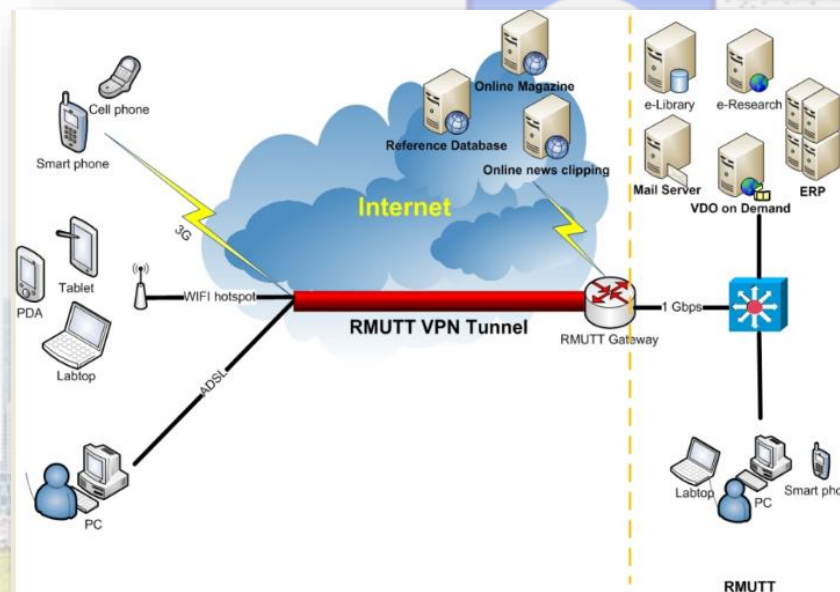 Cell phone
Smart phone
3G
Tablet
PDA
WIFI hotspot
Labtop
ADSL
PC
Online Magazine
Reference Database
Online news clipping
Internet
RMUTT VPN Tunnel
RMUTT Gateway
1 Gbps
e-Library
e-Research
Mail Server
VDO on Demand
ERP
Labtop
PC
Smart pho
RMUTT